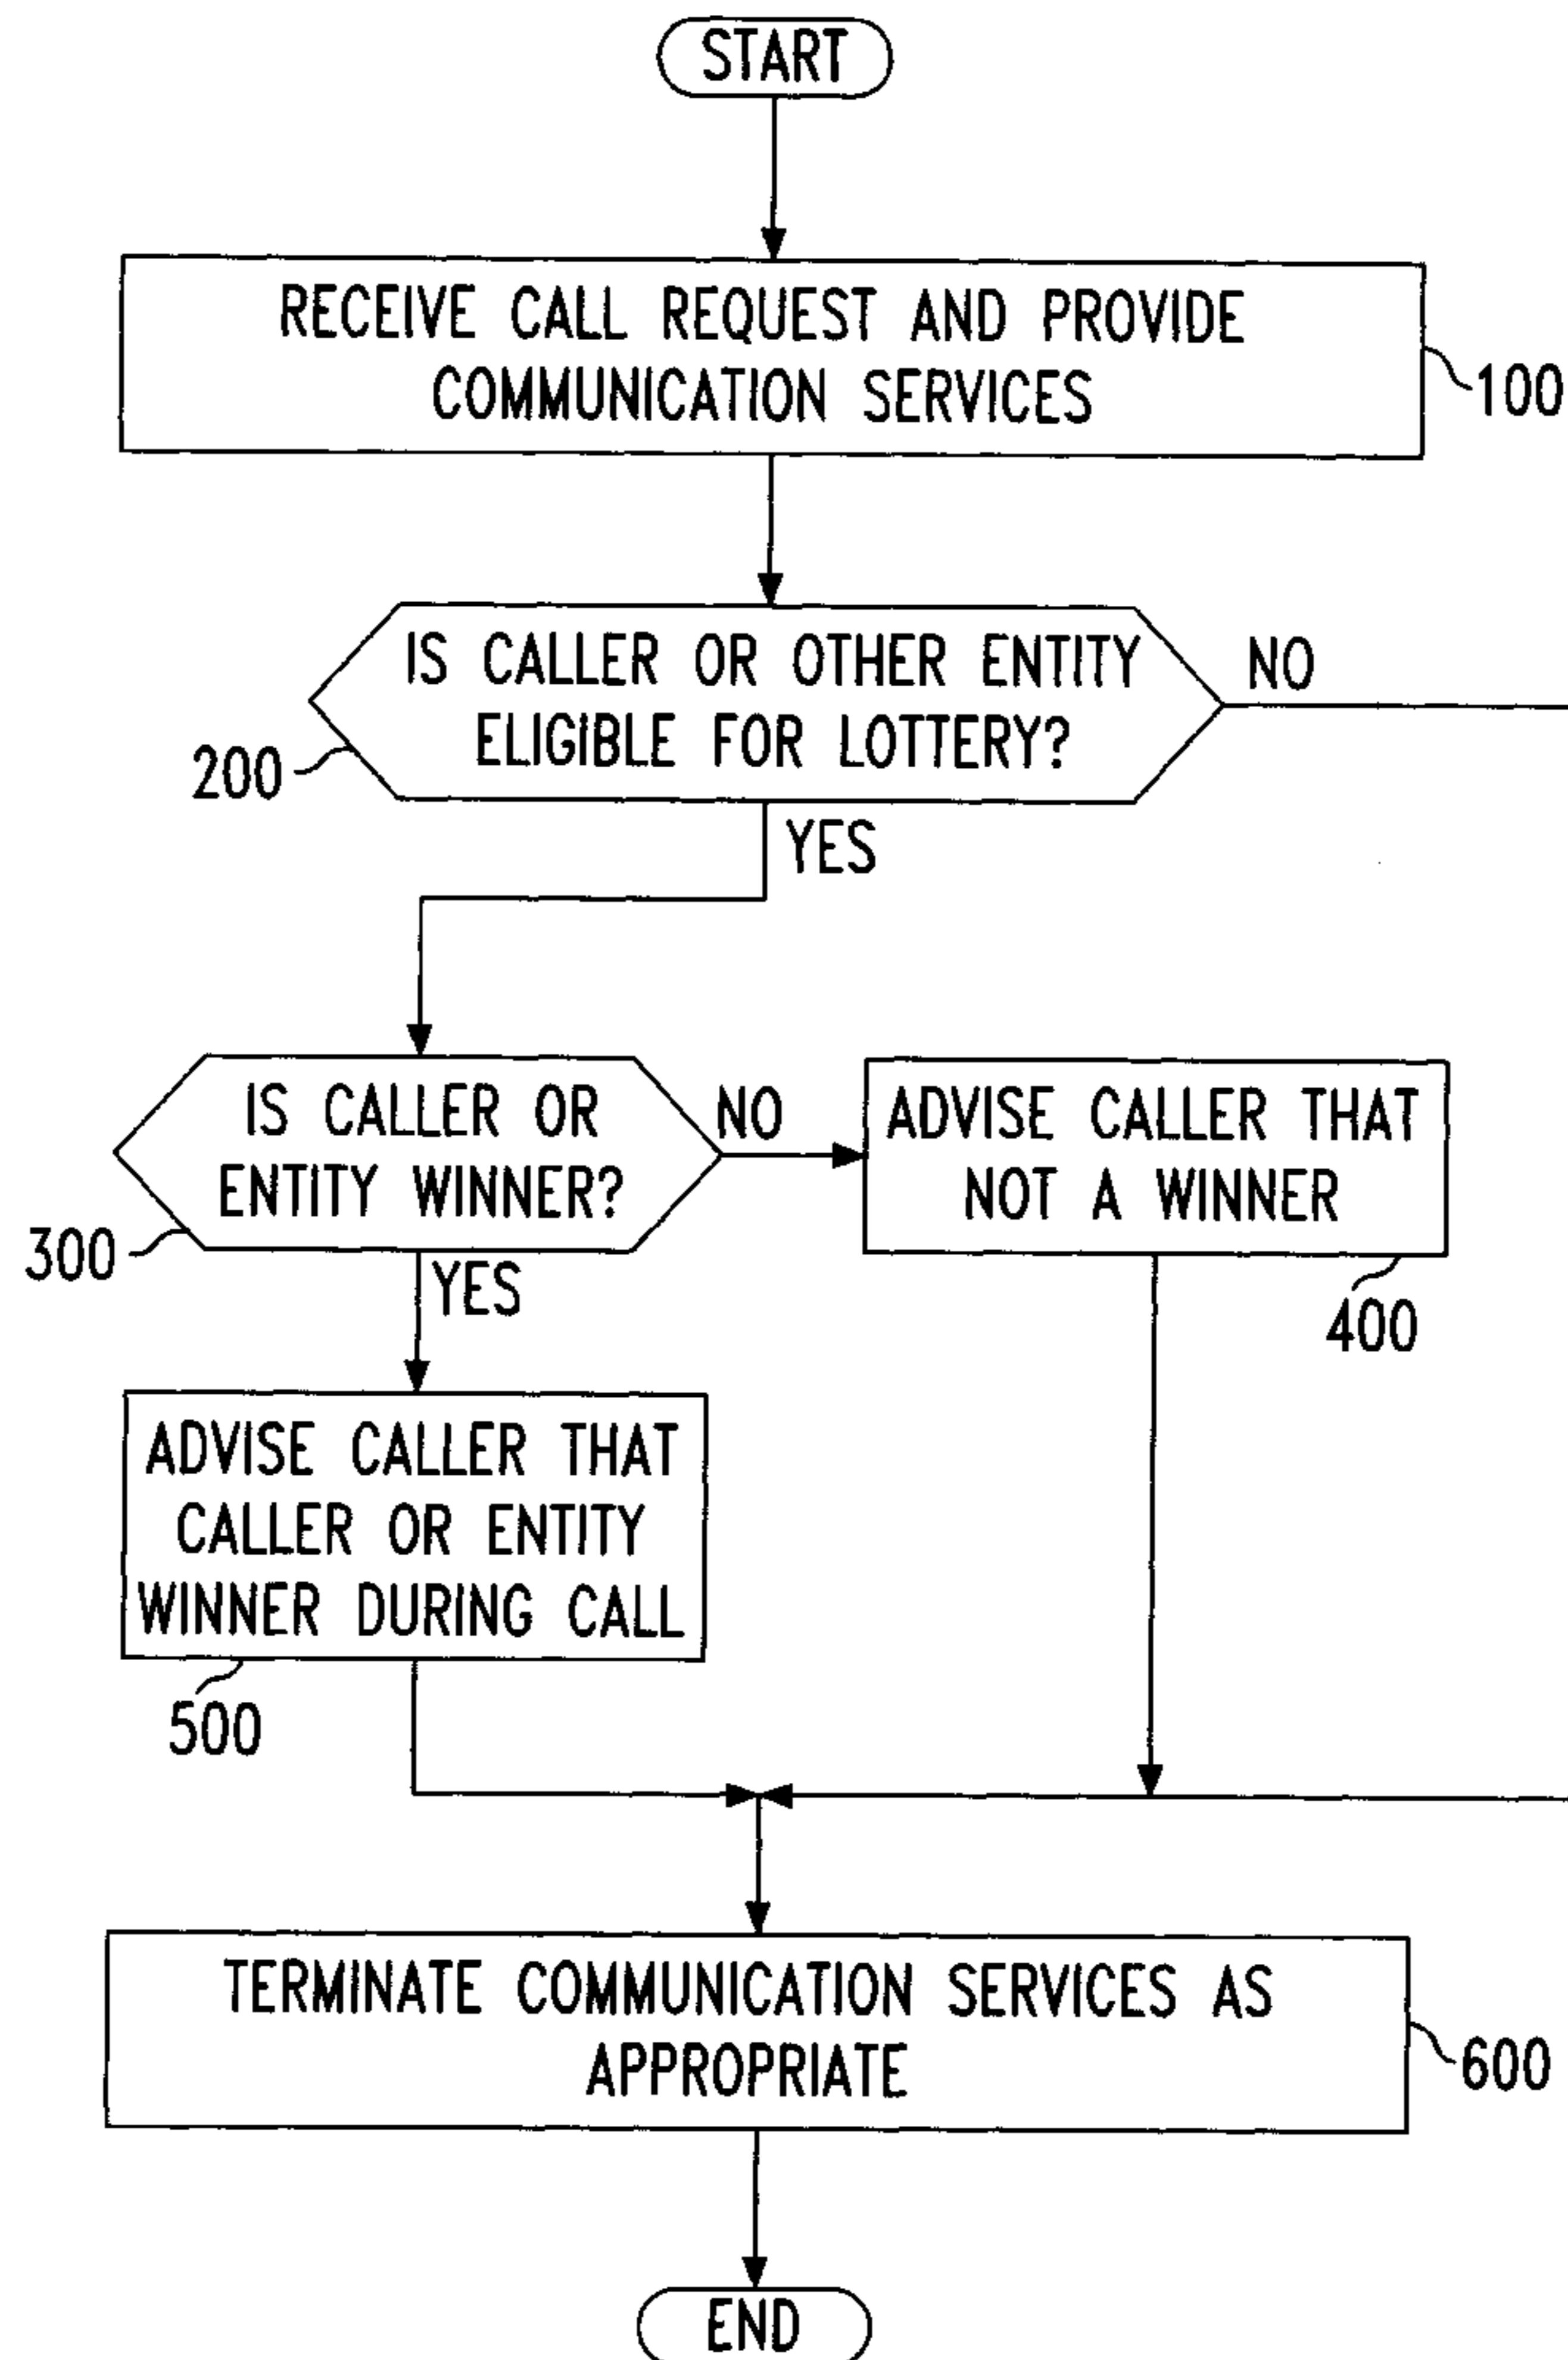 START
RECEIVE CALL REQUEST AND PROVIDE
COMMUNICATION SERVICES
100
IS CALLER OR OTHER ENTITY
ELIGIBLE FOR LOTTERY?
NO
200
YES
IS CALLER OR
ENTITY WINNER?
NO
300
YES
ADVISE CALLER THAT
NOT A WINNER
400
ADVISE CALLER THAT
CALLER OR ENTITY
WINNER DURING CALL
500
TERMINATE COMMUNICATION SERVICES AS
APPROPRIATE
600
END